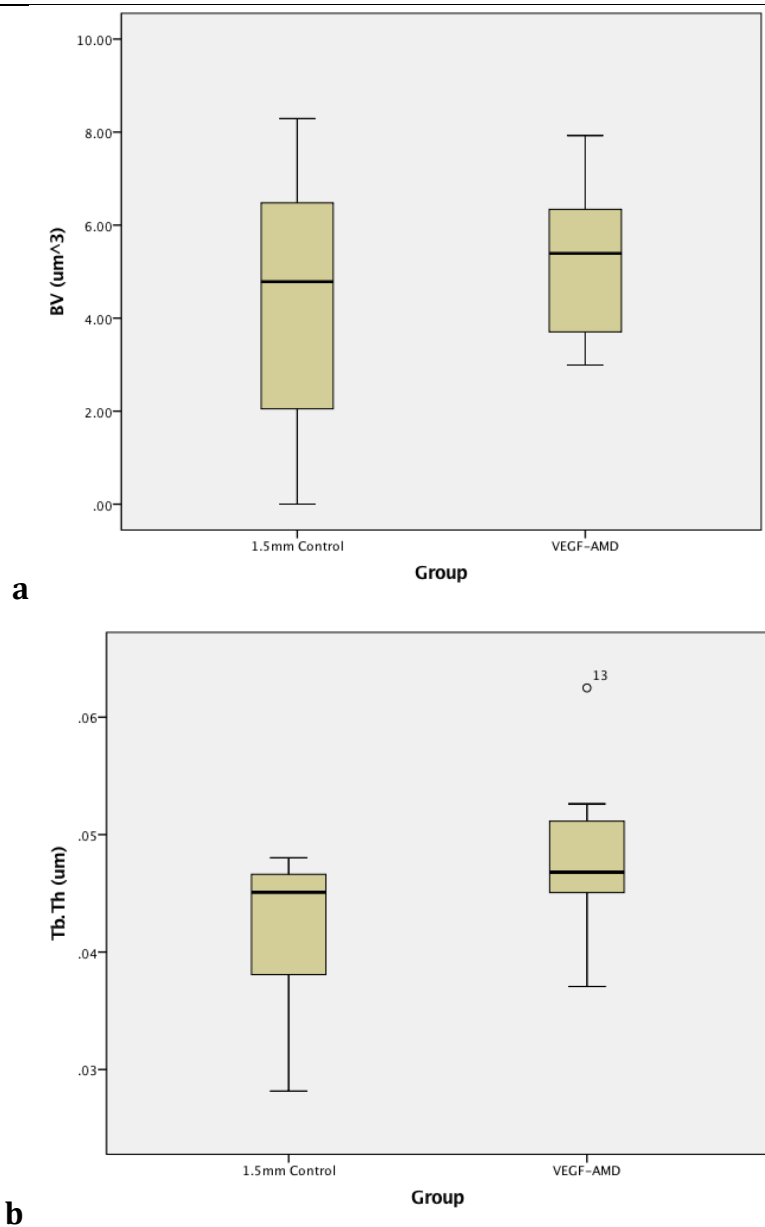 10.00
8.00
6.00
4.00
2.00
.00
BV (um^3)
1.5mm Control
VEGF-AMD
Group
a
13
.06
.05
.04
.03
Tb.Th (um)
1.5mm Control
VEGF-AMD
Group
b